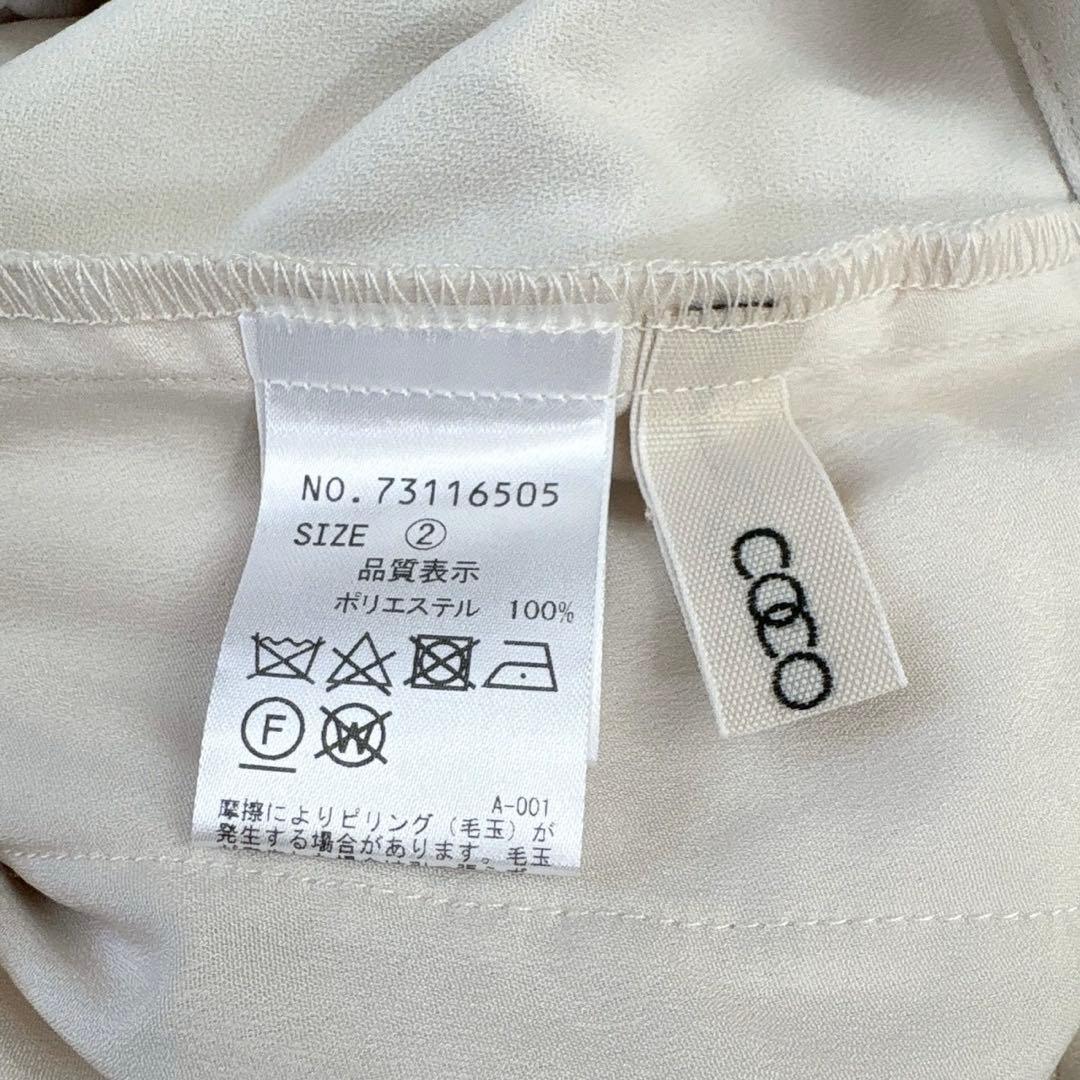 NO.73116505
SIZE ②
品質表示
ポリエステル 100%
F
W
A-001
摩擦によりピリング(毛玉)が
発生する場合があります。毛玉
COCO